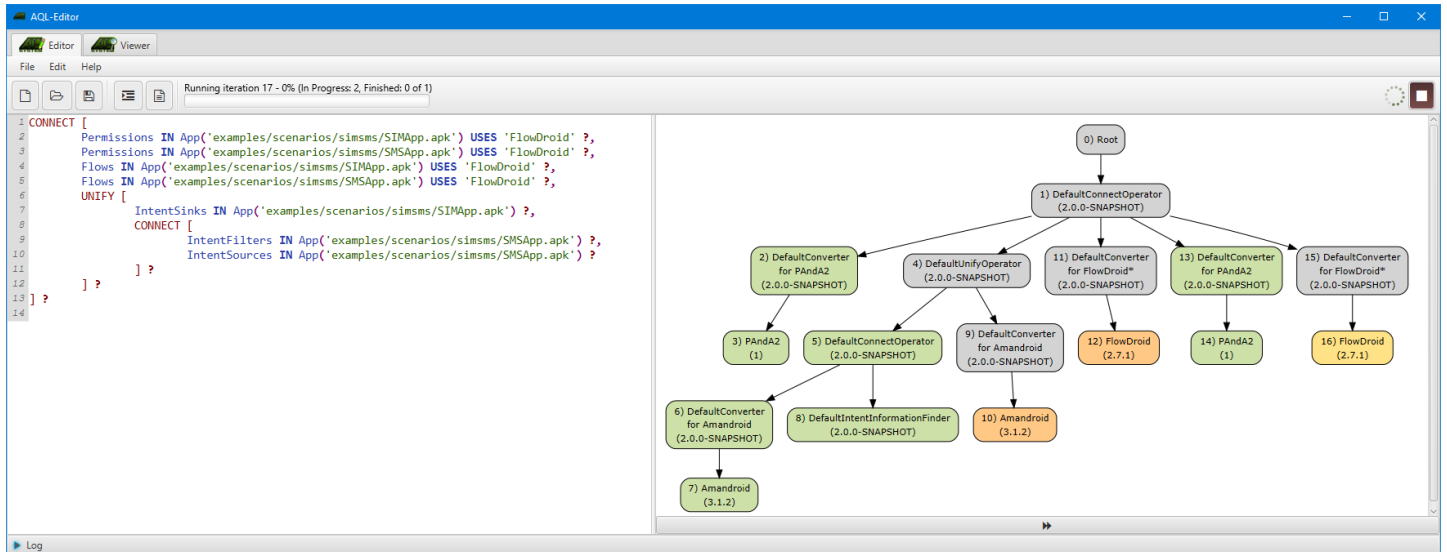 AQL-Editor
Editor
Viewer
File Edit Help
Running iteration 17 - 0% (In Progress: 2, Finished: 0 of 1)
1 CONNECT [
2 Permissions IN App('examples/scenarios/simsms/SIMApp.apk') USES 'FlowDroid' ?,
3 Permissions IN App('examples/scenarios/simsms/SMSApp.apk') USES 'FlowDroid' ?,
4 Flows IN App('examples/scenarios/simsms/SIMApp.apk') USES 'FlowDroid' ?,
5 Flows IN App('examples/scenarios/simsms/SMSApp.apk') USES 'FlowDroid' ?,
6 UNIFY [
7 IntentSinks IN App('examples/scenarios/simsms/SIMApp.apk') ?,
8 CONNECT [
9 IntentFilters IN App('examples/scenarios/simsms/SMSApp.apk') ?,
10 IntentSources IN App('examples/scenarios/simsms/SMSApp.apk') ?
11 ] ?
12 ] ?
13 ] ?
14
0) Root
1) DefaultConnectOperator
(2.0.0-SNAPSHOT)
2) DefaultConverter
for PAndA2
(2.0.0-SNAPSHOT)
4) DefaultUnifyOperator
(2.0.0-SNAPSHOT)
11) DefaultConverter
for FlowDroid*
(2.0.0-SNAPSHOT)
13) DefaultConverter
for PAndA2
(2.0.0-SNAPSHOT)
15) DefaultConverter
for FlowDroid*
(2.0.0-SNAPSHOT)
3) PAndA2
(1)
5) DefaultConnectOperator
(2.0.0-SNAPSHOT)
9) DefaultConverter
for Amandroid
(2.0.0-SNAPSHOT)
12) FlowDroid
(2.7.1)
14) PAndA2
(1)
16) FlowDroid
(2.7.1)
6) DefaultConverter
for Amandroid
(2.0.0-SNAPSHOT)
8) DefaultIntentInformationFinder
(2.0.0-SNAPSHOT)
10) Amandroid
(3.1.2)
7) Amandroid
(3.1.2)
Log